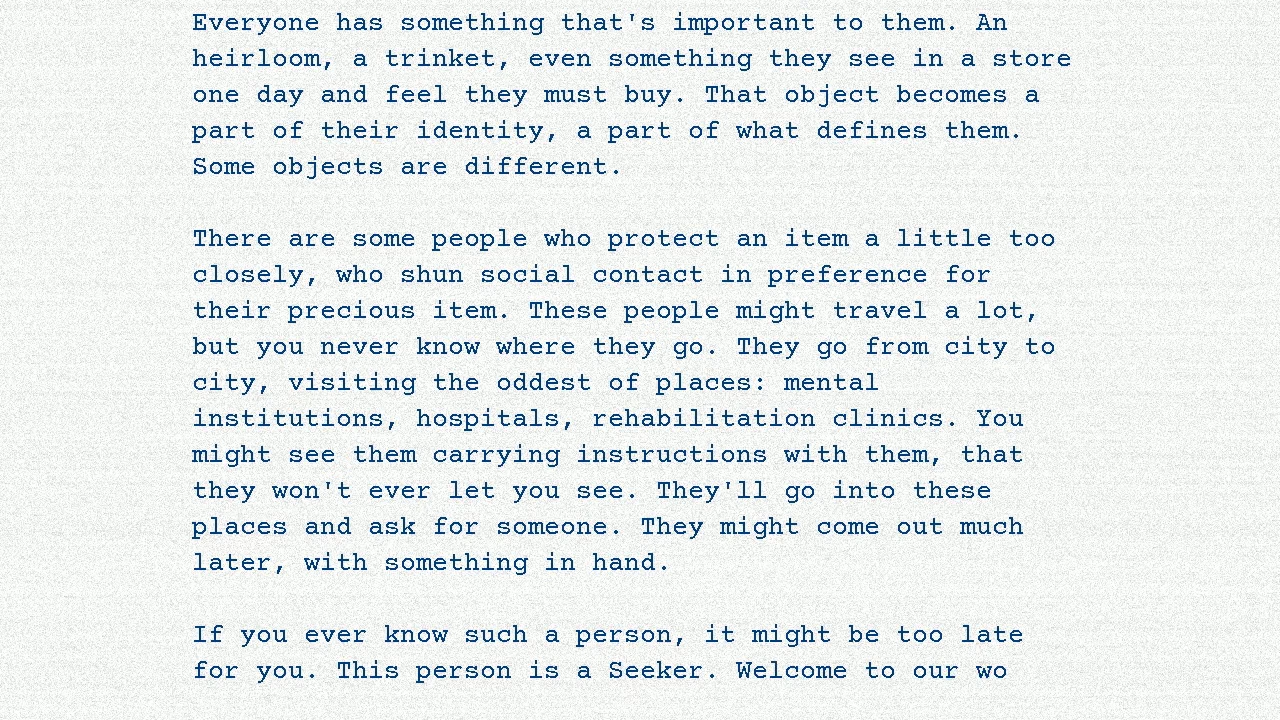 Everyone has something that's important to them. An
heirloom, a trinket, even something they see in a store
one day and feel they must buy. That object becomes a
part of their identity, a part of what defines them.
Some objects are different.
There are some people who protect an item a little too
closely, who shun social contact in preference for
their precious item. These people might travel a lot,
but you never know where they go. They go from city to
city, visiting the oddest of places: mental
institutions, hospitals, rehabilitation clinics. You
might see them carrying instructions with them, that
they won't ever let you see. They'll go into these
places and ask for someone. They might come out much
later, with something in hand.
If you ever know such a person, it might be too late
for you. This person is a Seeker. Welcome to our wo